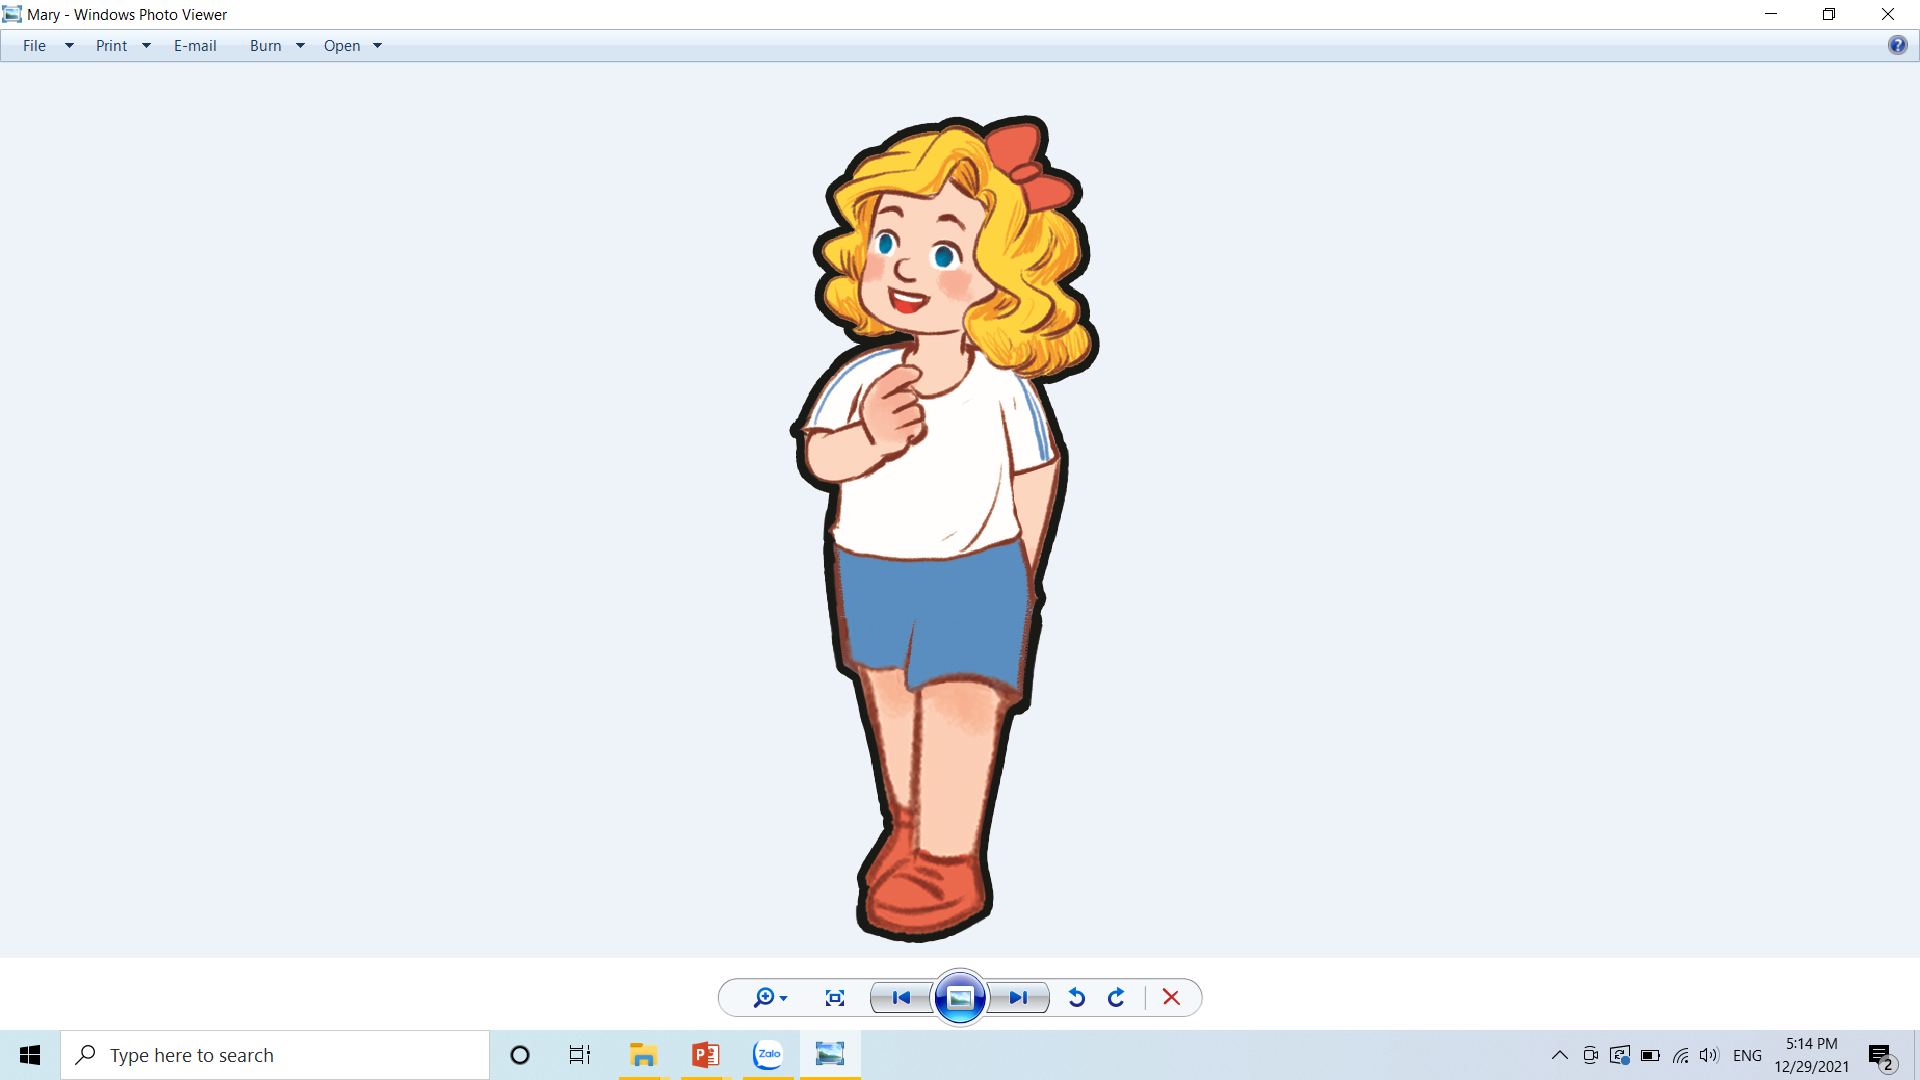 Mary - Windows Photo Viewer
File Print E-mail Burn Open
Type here to search
Zalo
ENG
5:14 PM
12/29/2021
2